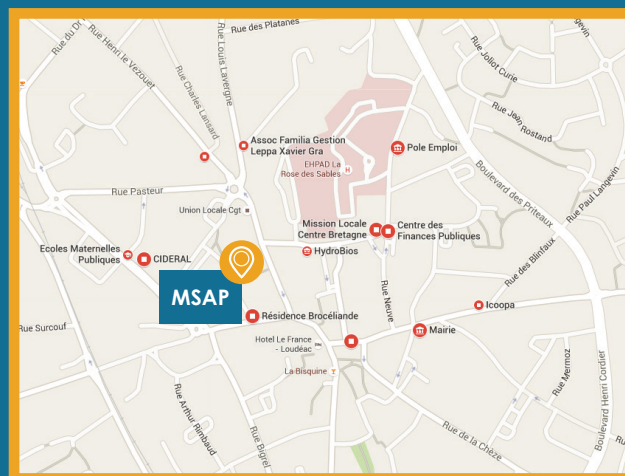 Rue des Platanes
Rue du Dr
Rue Henri le Vezouet
Rue Louis Lavergne
Rue Charles Lansard
Rue Joliot Curie
Rue Jean
Rostand
Assoc Familia Gestion
Leppa Xavier Gra
EHPAD La
Rose des Sables
H
Pole Emploi
Boulevard des Priteaux
Rue Paul Langevin
Rue Pasteur
Union Locale Cgt
Mission Locale
Centre Bretagne
Centre des
Finances Publiques
Ecoles Maternelles
Publiques
CIDERAL
HydroBios
Rue des Blinfaux
MSAP
Rue Neuve
Icoopa
Résidence Brocéliande
Rue Surcouf
Mairie
Hotel Le France
- Loudéac
La Bisquine
Rue Mermoz
Boulevard Henri Cordier
Rue Arthur Rimbaud
Rue Bigrel
Rue de la Chèze